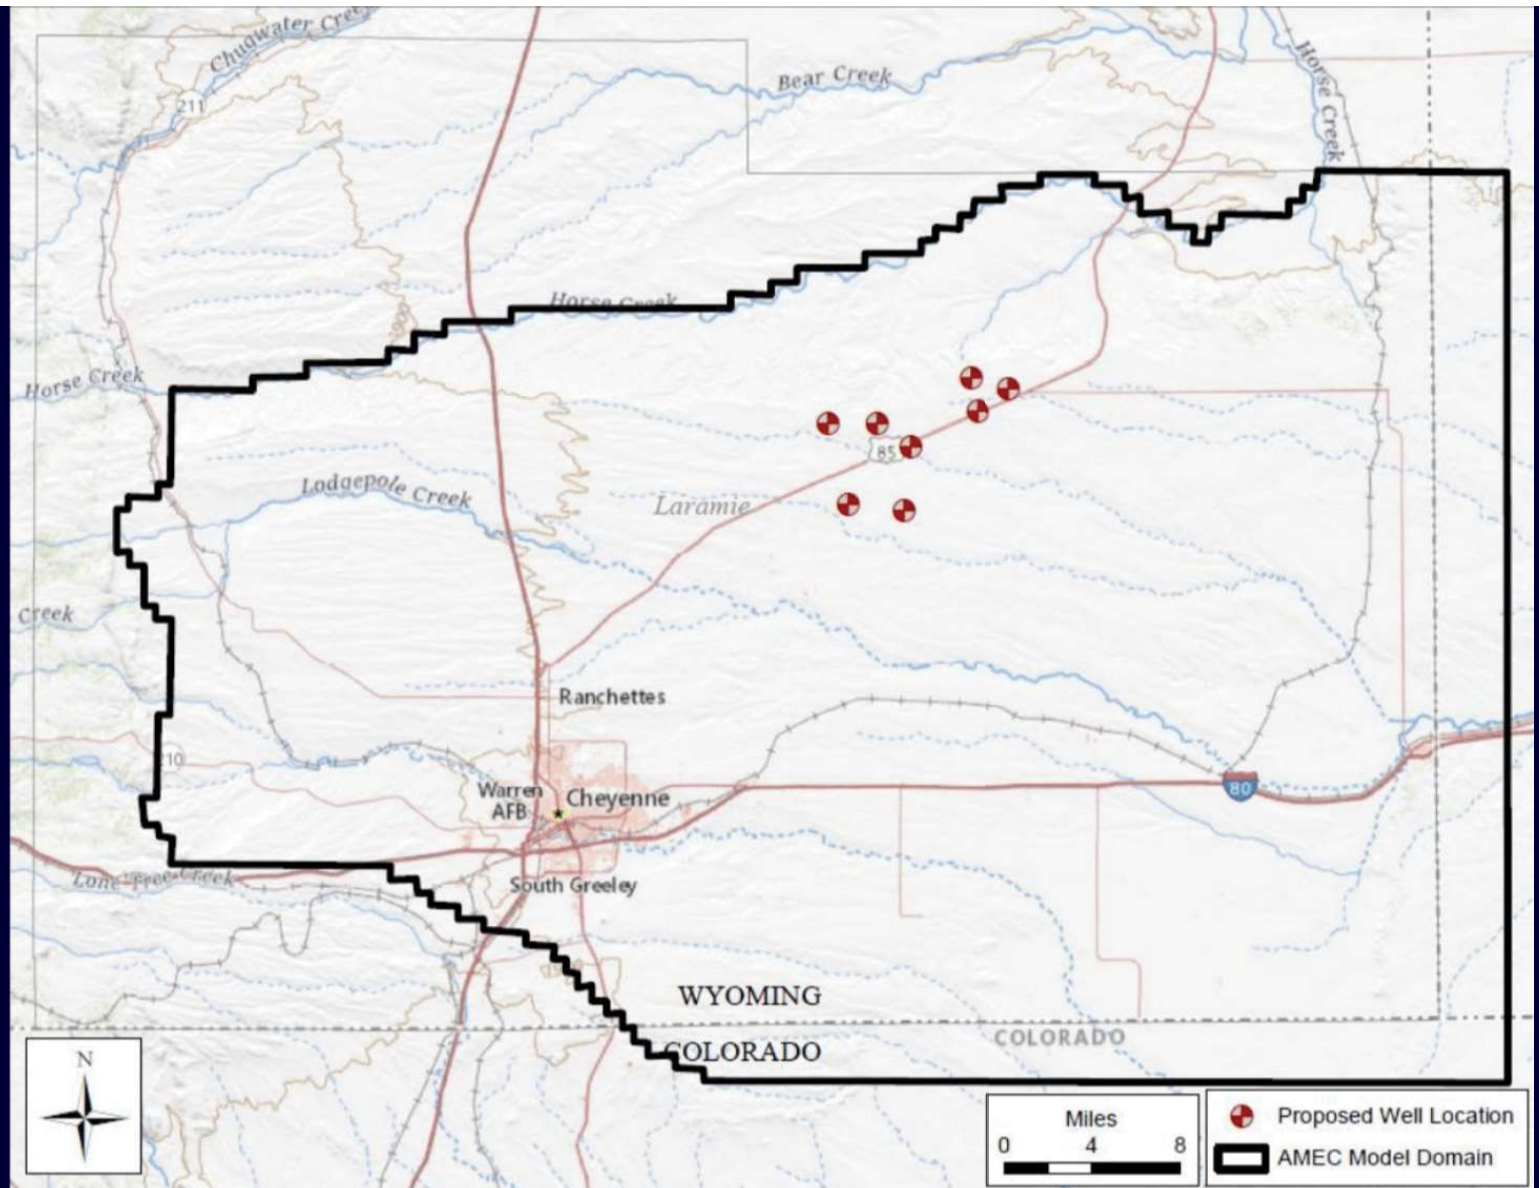 Chugwater Creek
211
Bear Creek
Horse Creek
Horse Creek
Horse Creek
85
Lodgepole Creek
Laramie
Creek
Ranchettes
210
Warren
AFB
Cheyenne
80
Lone Tree Creek
South Greeley
WYOMING
COLORADO
COLORADO
N
Miles
0 4 8
Proposed Well Location
AMEC Model Domain